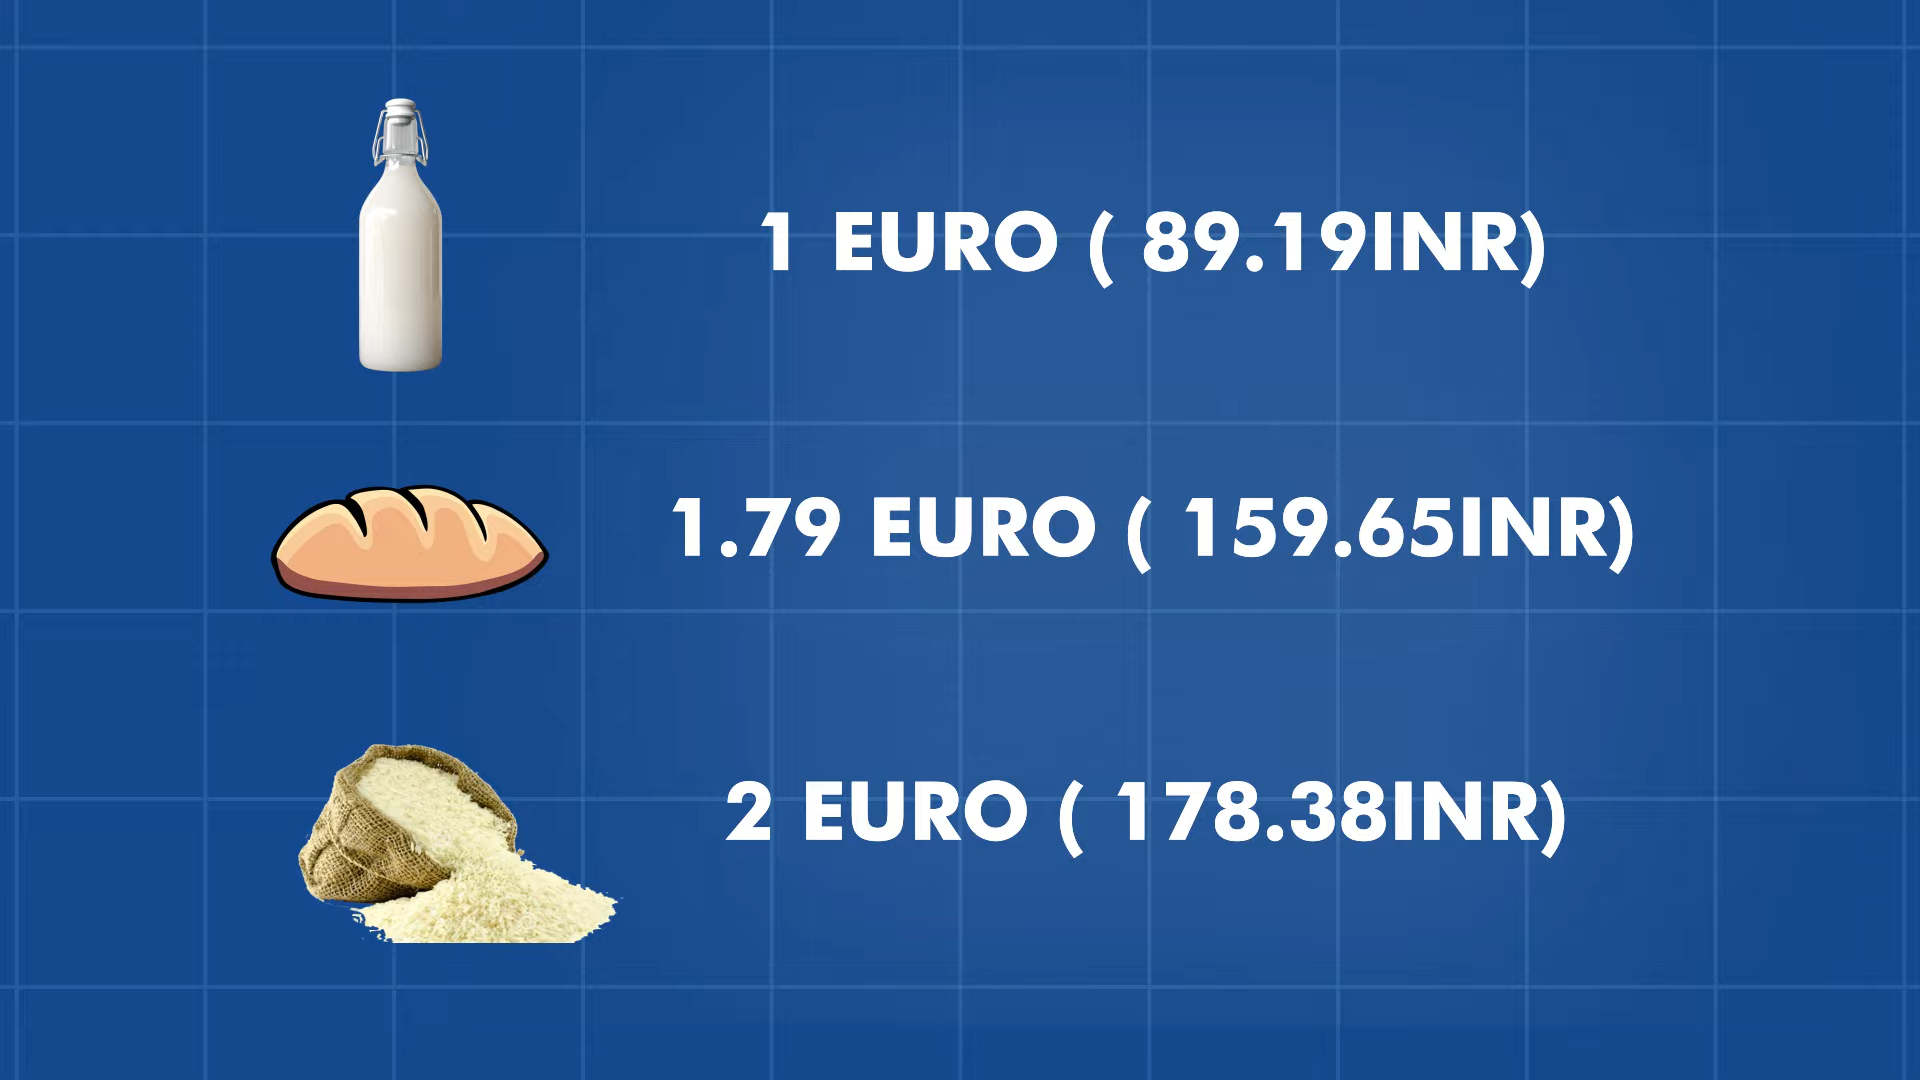 1 EURO ( 89.19INR)
1.79 EURO ( 159.65INR)
2 EURO ( 178.38INR)